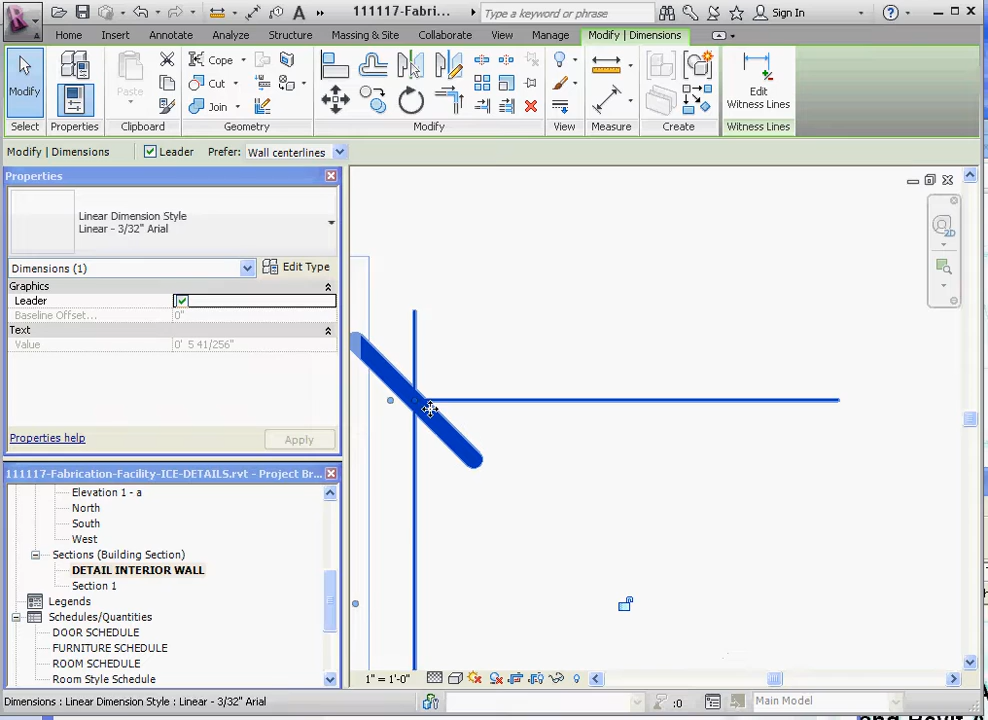 111117-Fabri...
Type a keyword or phrase
Sign In
Home Insert Annotate Analyze Structure Massing & Site Collaborate View Manage Modify | Dimensions
Modify
Properties
Paste
Cope
Cut
Join
Edit
Witness Lines
Select Properties Clipboard Geometry Modify View Measure Create Witness Lines
Modify | Dimensions Leader Prefer: Wall centerlines
Properties
Linear Dimension Style
Linear - 3/32" Arial
Dimensions (1) Edit Type
Graphics
Leader
Baseline Offset... 0"
Text
Value 0' 5 41/256"
Properties help Apply
111117-Fabrication-Facility-ICE-DETAILS.rvt - Project Br...
Elevation 1 - a
North
South
West
Sections (Building Section)
DETAIL INTERIOR WALL
Section 1
Legends
Schedules/Quantities
DOOR SCHEDULE
FURNITURE SCHEDULE
ROOM SCHEDULE
Room Style Schedule
2D
1" = 1'-0"
Dimensions : Linear Dimension Style : Linear - 3/32" Arial
:0
Main Model